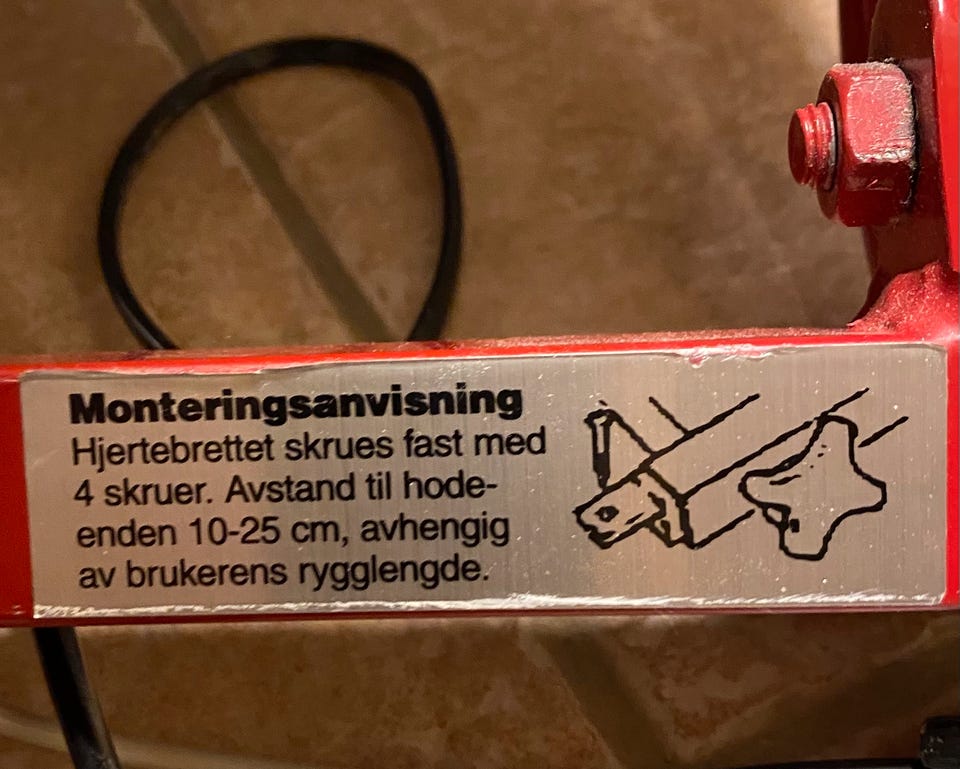 Monteringsanvisning
Hjertebrettet skrues fast med
4 skruer. Avstand til hode-
enden 10-25 cm, avhengig
av brukerens rygglengde.